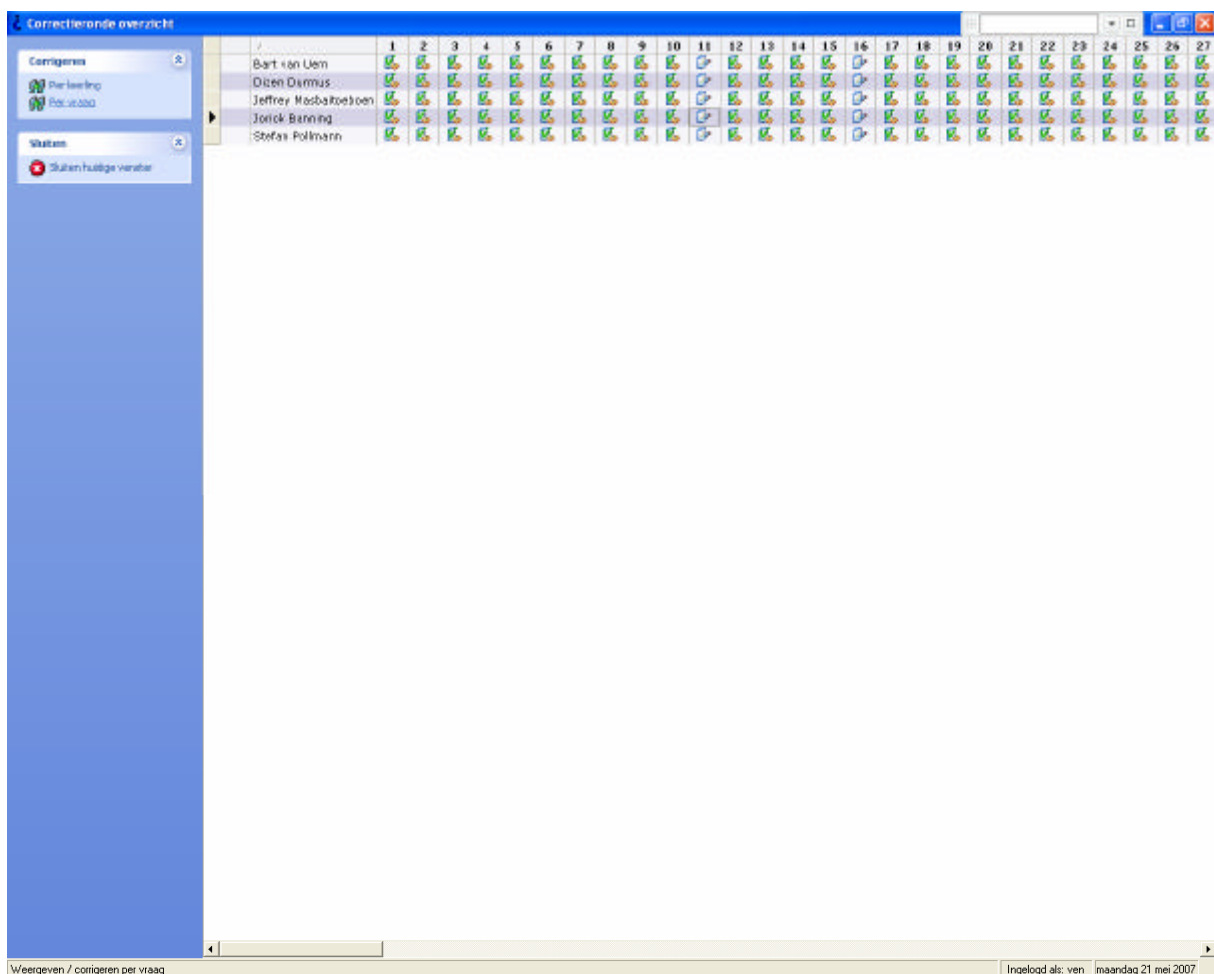 Correctieronde overzicht
Corrigeren
Per leerling
Per vraag
Sluiten
Sluiten huidige venster
/ 1 2 3 4 5 6 7 8 9 10 11 12 13 14 15 16 17 18 19 20 21 22 23 24 25 26 27
Bart van Uem
Dizen Durmus
Jeffrey Masbaitoeboen
Jorick Banning
Stefan Pollmann
Weergeven / corrigeren per vraag
Ingelogd als: ven
maandag 21 mei 2007